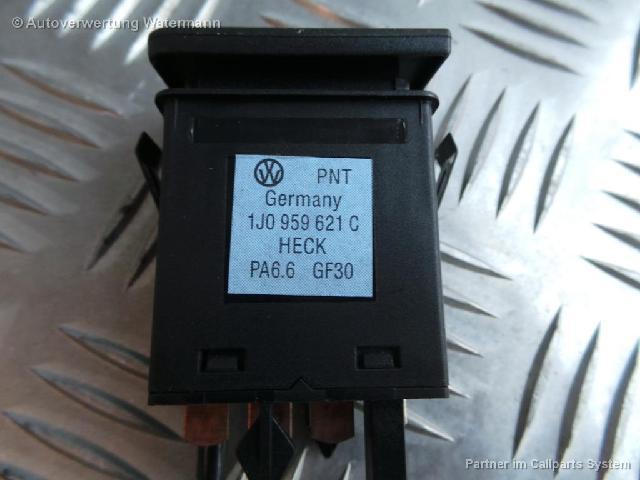 © Autoverwertung Watermann
PNT
Germany
1J0 959 621 C
HECK
PA6.6 GF30
Partner im Callparts System